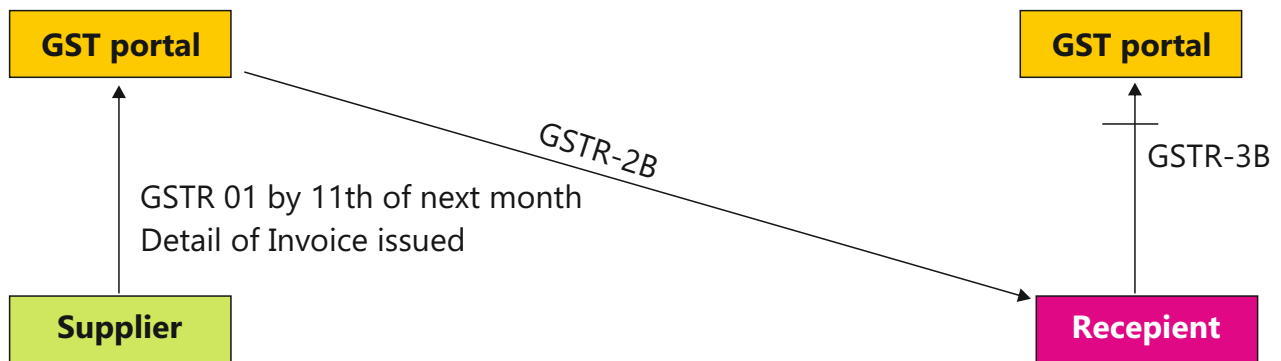 GST portal
GST portal
GSTR-2B
GSTR-3B
GSTR 01 by 11th of next month
Detail of Invoice issued
Supplier
Recepient